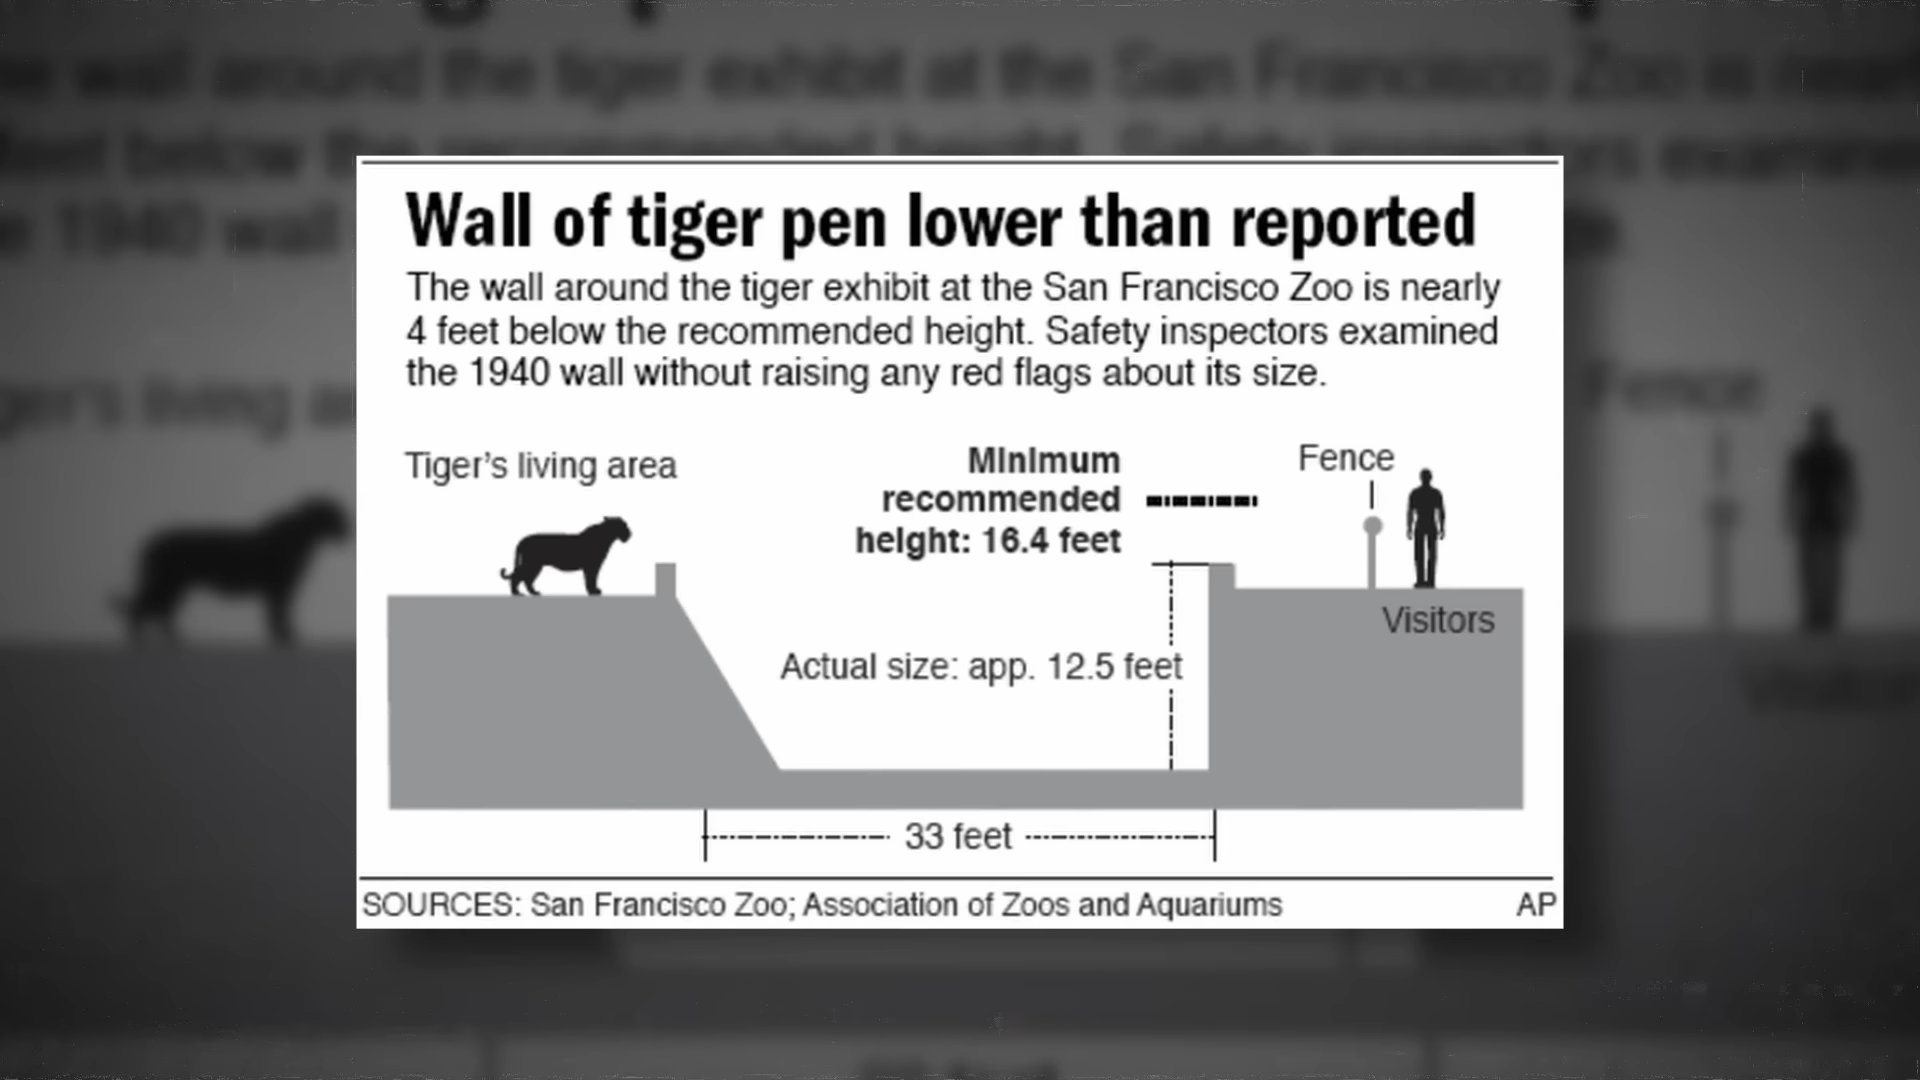 Wall of tiger pen lower than reported
The wall around the tiger exhibit at the San Francisco Zoo is nearly
4 feet below the recommended height. Safety inspectors examined
the 1940 wall without raising any red flags about its size.
Tiger's living area
Minimum
recommended
height: 16.4 feet
Fence
Visitors
Actual size: app. 12.5 feet
33 feet
SOURCES: San Francisco Zoo; Association of Zoos and Aquariums
AP